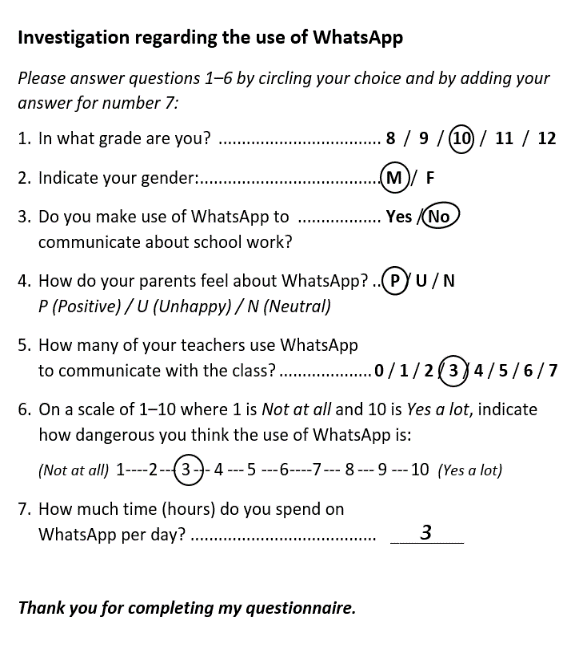 Investigation regarding the use of WhatsApp
Please answer questions 1–6 by circling your choice and by adding your
answer for number 7:
1. In what grade are you? .................................. 8 / 9 / 10 / 11 / 12
2. Indicate your gender:...................................... M / F
3. Do you make use of WhatsApp to .................. Yes / No
communicate about school work?
4. How do your parents feel about WhatsApp? .. P / U / N
P (Positive) / U (Unhappy) / N (Neutral)
5. How many of your teachers use WhatsApp
to communicate with the class? .................... 0 / 1 / 2 / 3 / 4 / 5 / 6 / 7
6. On a scale of 1–10 where 1 is Not at all and 10 is Yes a lot, indicate
how dangerous you think the use of WhatsApp is:
(Not at all) 1----2---3---4 ---5 ---6----7--- 8 --- 9 --- 10 (Yes a lot)
7. How much time (hours) do you spend on
WhatsApp per day? ....................................... 3
Thank you for completing my questionnaire.